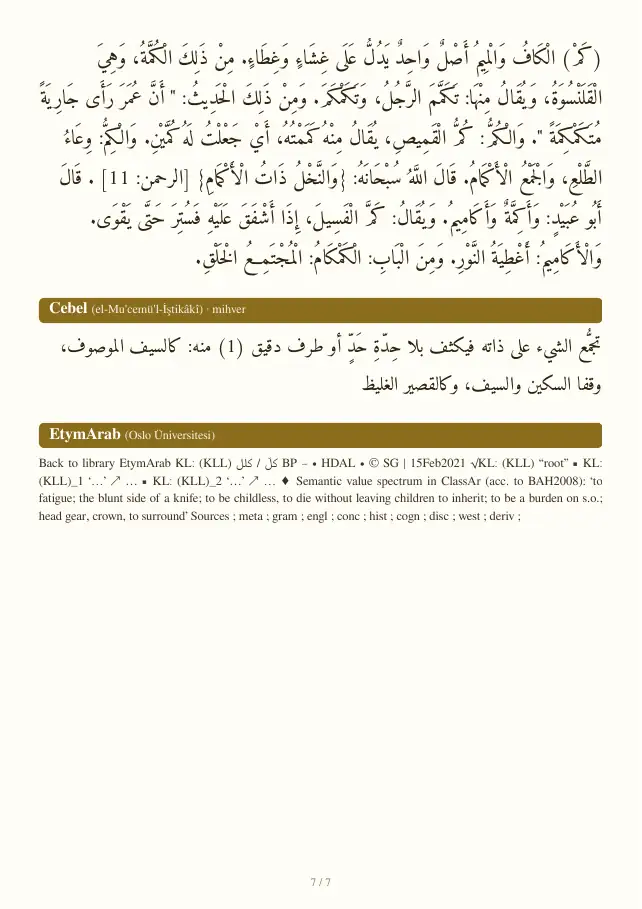 (كَمْ) الْكَافُ وَالْمِيمُ أَصْلٌ وَاحِدٌ يَدُلُّ عَلَى غِشَاءٍ وَغِطَاءٍ. مِنْ ذَلِكَ الْكُمَّةُ، وَهِيَ
الْقَلَنْسُوَةُ، وَيُقَالُ مِنْهَا: تَكَمَّمَ الرَّجُلُ، وَتَكَمْكَمَ. وَمِنْ ذَلِكَ الْحَدِيثُ: " أَنَّ عُمَرَ رَأَى جَارِيَةً
مُتَكَمْكِمَةً ". وَالْكُمُّ: كُمُّ الْقَمِيصِ، يُقَالُ مِنْهُ كَمَمْتُهُ، أَيْ جَعَلْتُ لَهُ كُمَّيْنِ. وَالْكِمُّ: وِعَاءُ
الطَّلْعِ، وَالْجَمْعُ الْأَكْمَامُ. قَالَ اللَّهُ سُبْحَانَهُ: {وَالنَّخْلُ ذَاتُ الْأَكْمَامِ} [الرحمن: 11] . قَالَ
أَبُو عُبَيْدٍ: وَأَكِمَّةٌ وَأَكَامِيمُ. وَيُقَالُ: كَمَّ الْفَسِيلَ، إِذَا أَشْفَقَ عَلَيْهِ فَسُتِرَ حَتَّى يَقْوَى.
وَالْأَكَامِيمُ: أَغْطِيَةُ النَّوْرِ. وَمِنَ الْبَابِ: الْكَمْكَامُ: الْمُجْتَمِعُ الْخَلْقِ.
Cebel (el-Mu'cemü'l-İştikâkî) · mihver
تجمُّع الشيء على ذاته فيكثف بلا حِدّةِ حَدٍّ أو طرف دقيق (1) منه: كالسيف الموصوف،
وقفا السكين والسيف، وكالقصير الغليظ
EtymArab (Oslo Üniversitesi)
Back to library EtymArab KL: (KLL) كلّ / كلل BP – • HDAL • © SG | 15Feb2021 √KL: (KLL) “root” ▪ KL:
(KLL)_1 ‘…’ ↗ … ▪ KL: (KLL)_2 ‘…’ ↗ … ♦ Semantic value spectrum in ClassAr (acc. to BAH2008): ‘to
fatigue; the blunt side of a knife; to be childless, to die without leaving children to inherit; to be a burden on s.o.;
head gear, crown, to surround’ Sources ; meta ; gram ; engl ; conc ; hist ; cogn ; disc ; west ; deriv ;
7 / 7